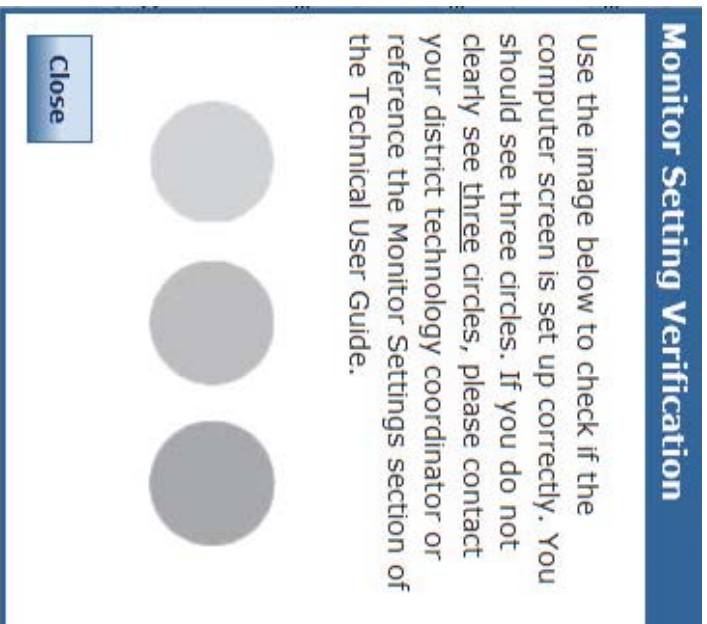 Monitor Setting Verification
Use the image below to check if the
computer screen is set up correctly. You
should see three circles. If you do not
clearly see three circles, please contact
your district technology coordinator or
reference the Monitor Settings section of
the Technical User Guide.
Close